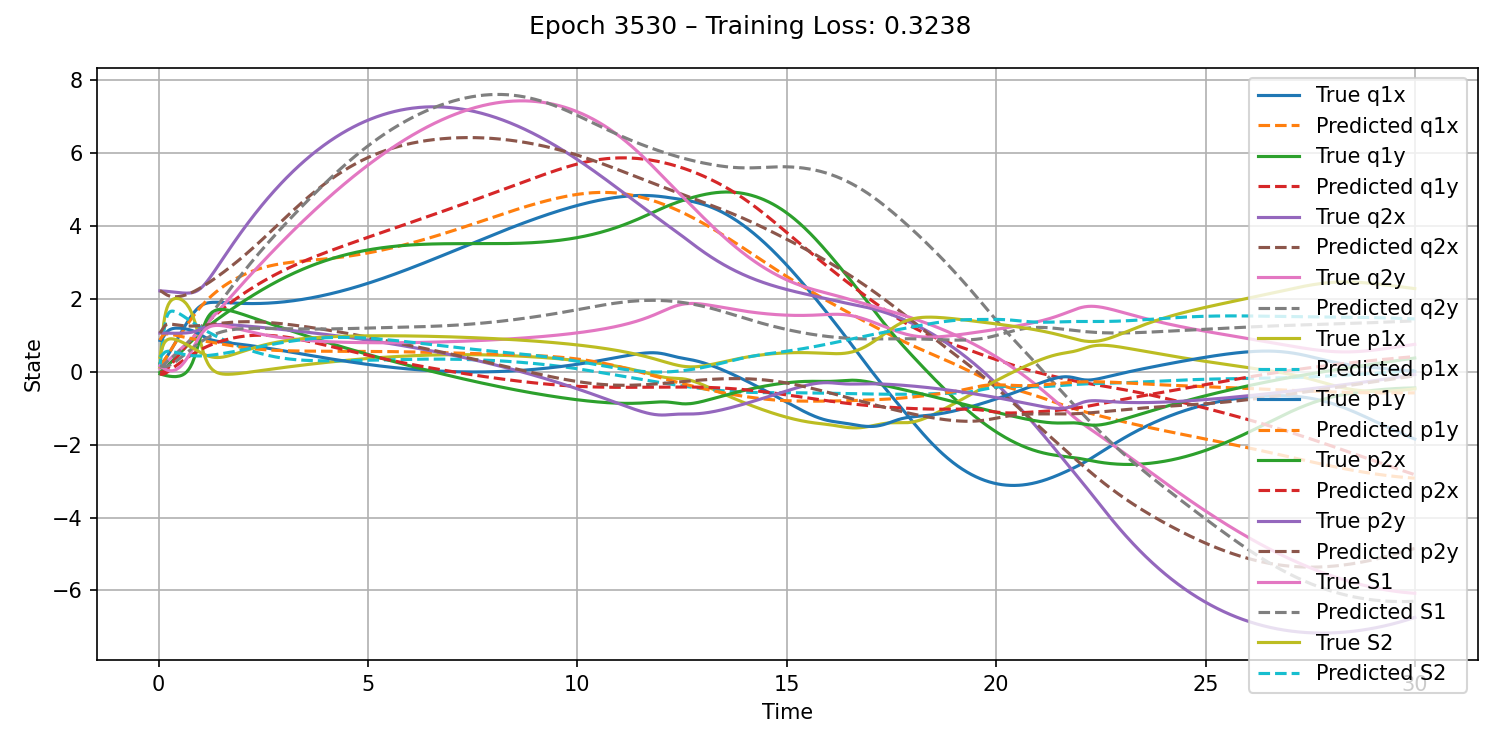 Epoch 3530 – Training Loss: 0.3238
8
6
4
2
0
−2
−4
−6
State
0
5
10
15
20
25
30
Time
True q1x
Predicted q1x
True q1y
Predicted q1y
True q2x
Predicted q2x
True q2y
Predicted q2y
True p1x
Predicted p1x
True p1y
Predicted p1y
True p2x
Predicted p2x
True p2y
Predicted p2y
True S1
Predicted S1
True S2
Predicted S2